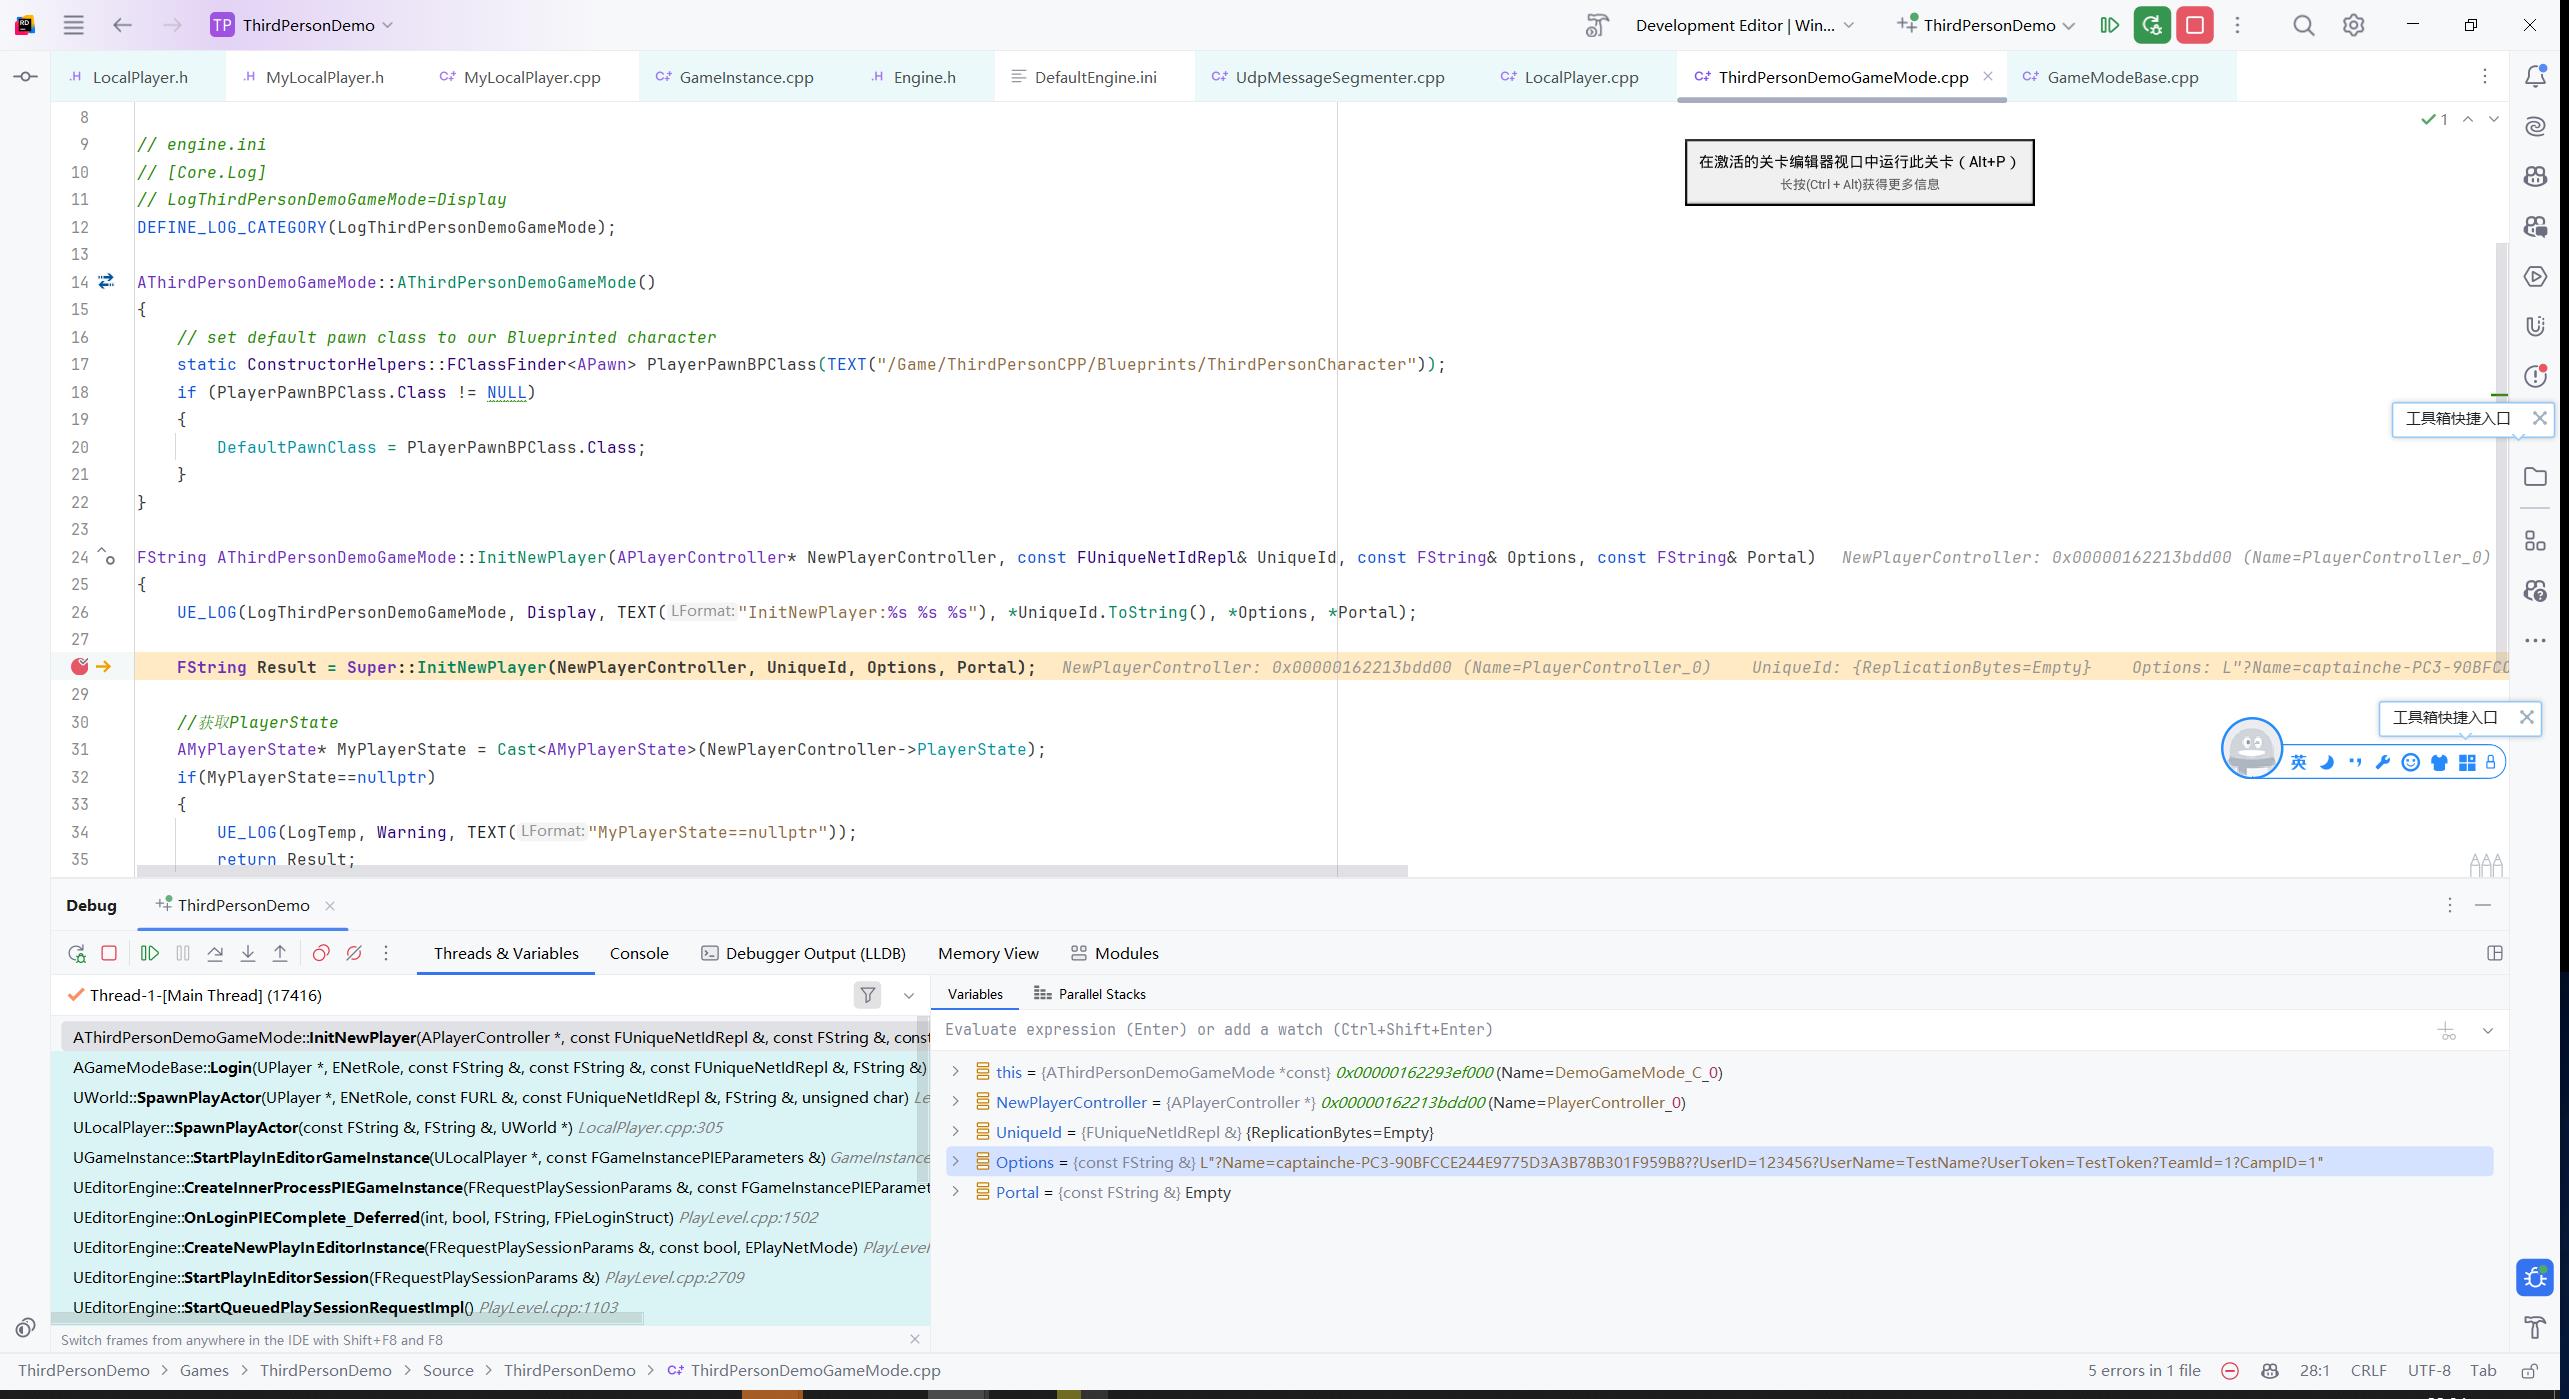 TP ThirdPersonDemo
Development Editor | Win...
ThirdPersonDemo
LocalPlayer.h
MyLocalPlayer.h
MyLocalPlayer.cpp
GameInstance.cpp
Engine.h
DefaultEngine.ini
UdpMessageSegmenter.cpp
LocalPlayer.cpp
ThirdPersonDemoGameMode.cpp
GameModeBase.cpp
1
8
9 // engine.ini
10 // [Core.Log]
11 // LogThirdPersonDemoGameMode=Display
12 DEFINE_LOG_CATEGORY(LogThirdPersonDemoGameMode);
13
14 AThirdPersonDemoGameMode::AThirdPersonDemoGameMode()
15 {
16 // set default pawn class to our Blueprinted character
17 static ConstructorHelpers::FClassFinder<APawn> PlayerPawnBPClass(TEXT("/Game/ThirdPersonCPP/Blueprints/ThirdPersonCharacter"));
18 if (PlayerPawnBPClass.Class != NULL)
19 {
20 DefaultPawnClass = PlayerPawnBPClass.Class;
21 }
22 }
23
24 FString AThirdPersonDemoGameMode::InitNewPlayer(APlayerController* NewPlayerController, const FUniqueNetIdRepl& UniqueId, const FString& Options, const FString& Portal) NewPlayerController: 0x00000162213bdd00 (Name=PlayerController_0)
25 {
26 UE_LOG(LogThirdPersonDemoGameMode, Display, TEXT( LFormat: "InitNewPlayer:%s %s %s"), *UniqueId.ToString(), *Options, *Portal);
27
FString Result = Super::InitNewPlayer(NewPlayerController, UniqueId, Options, Portal); NewPlayerController: 0x00000162213bdd00 (Name=PlayerController_0) UniqueId: {ReplicationBytes=Empty} Options: L"?Name=captainche-PC3-90BFCC
29
30 //获取PlayerState
31 AMyPlayerState* MyPlayerState = Cast<AMyPlayerState>(NewPlayerController->PlayerState);
32 if(MyPlayerState==nullptr)
33 {
34 UE_LOG(LogTemp, Warning, TEXT( LFormat: "MyPlayerState==nullptr"));
35 return Result;
在激活的关卡编辑器视口中运行此关卡（Alt+P）
长按(Ctrl + Alt)获得更多信息
工具箱快捷入口
工具箱快捷入口
英
Debug
ThirdPersonDemo
Threads & Variables
Console
Debugger Output (LLDB)
Memory View
Modules
Thread-1-[Main Thread] (17416)
AThirdPersonDemoGameMode::InitNewPlayer(APlayerController *, const FUniqueNetIdRepl &, const FString &, const
AGameModeBase::Login(UPlayer *, ENetRole, const FString &, const FString &, const FUniqueNetIdRepl &, FString &)
UWorld::SpawnPlayActor(UPlayer *, ENetRole, const FURL &, const FUniqueNetIdRepl &, FString &, unsigned char) Le
ULocalPlayer::SpawnPlayActor(const FString &, FString &, UWorld *) LocalPlayer.cpp:305
UGameInstance::StartPlayInEditorGameInstance(ULocalPlayer *, const FGameInstancePIEParameters &) GameInstance
UEditorEngine::CreateInnerProcessPIEGameInstance(FRequestPlaySessionParams &, const FGameInstancePIEParamet
UEditorEngine::OnLoginPIEComplete_Deferred(int, bool, FString, FPieLoginStruct) PlayLevel.cpp:1502
UEditorEngine::CreateNewPlayInEditorInstance(FRequestPlaySessionParams &, const bool, EPlayNetMode) PlayLevel
UEditorEngine::StartPlayInEditorSession(FRequestPlaySessionParams &) PlayLevel.cpp:2709
UEditorEngine::StartQueuedPlaySessionRequestImpl() PlayLevel.cpp:1103
Switch frames from anywhere in the IDE with Shift+F8 and F8
Variables
Parallel Stacks
Evaluate expression (Enter) or add a watch (Ctrl+Shift+Enter)
this = {AThirdPersonDemoGameMode *const} 0x00000162293ef000 (Name=DemoGameMode_C_0)
NewPlayerController = {APlayerController *} 0x00000162213bdd00 (Name=PlayerController_0)
UniqueId = {FUniqueNetIdRepl &} {ReplicationBytes=Empty}
Options = {const FString &} L"?Name=captainche-PC3-90BFCCE244E9775D3A3B78B301F959B8??UserID=123456?UserName=TestName?UserToken=TestToken?TeamId=1?CampID=1"
Portal = {const FString &} Empty
ThirdPersonDemo > Games > ThirdPersonDemo > Source > ThirdPersonDemo > ThirdPersonDemoGameMode.cpp
5 errors in 1 file
28:1
CRLF
UTF-8
Tab